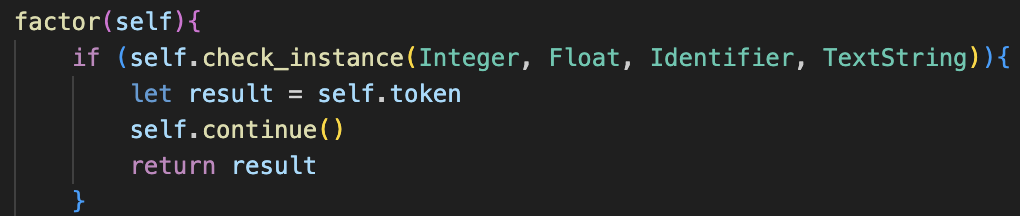 factor(self){
if (self.check_instance(Integer, Float, Identifier, TextString)){
let result = self.token
self.continue()
return result
}